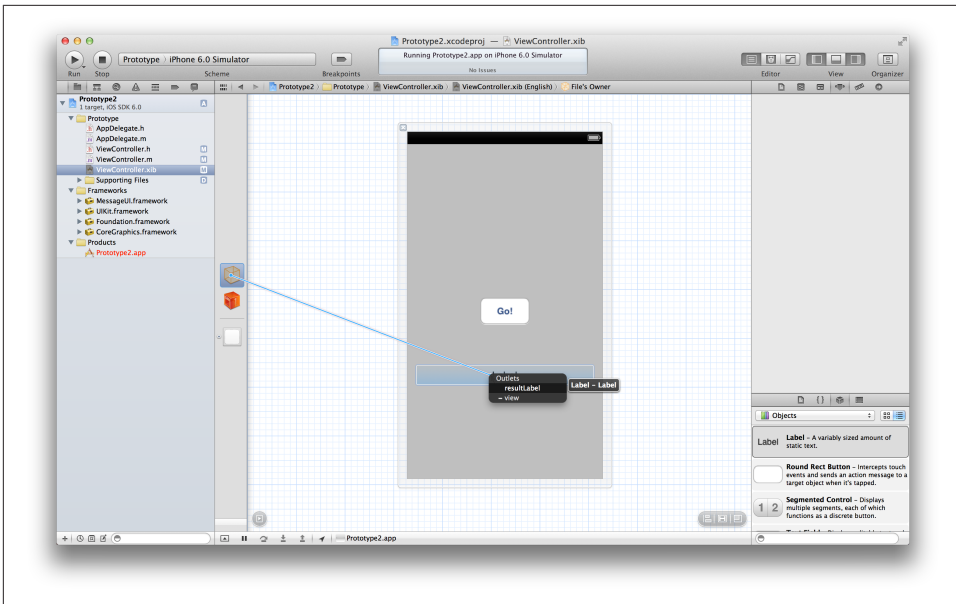 Prototype2.xcodeproj — ViewController.xib
Prototype iPhone 6.0 Simulator
Running Prototype2.app on iPhone 6.0 Simulator
No Issues
Run Stop Scheme Breakpoints Editor View Organizer
Prototype2 Prototype ViewController.xib ViewController.xib (English) File's Owner
Prototype2
1 target, iOS SDK 6.0
Prototype
AppDelegate.h
AppDelegate.m
ViewController.h
M
ViewController.m
M
ViewController.xib
M
Supporting Files
Frameworks
MessageUI.framework
UIKit.framework
Foundation.framework
CoreGraphics.framework
Products
Prototype2.app
Go!
Outlets
resultLabel
Label – Label
– view
Objects
Label
Label – A variably sized amount of
static text.
Round Rect Button – Intercepts touch
events and sends an action message to a
target object when it's tapped.
1 2
Segmented Control – Displays
multiple segments, each of which
functions as a discrete button.
Prototype2.app